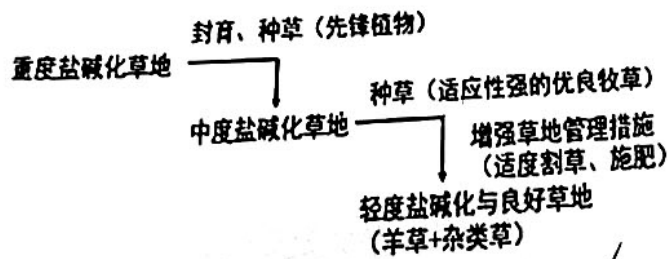 封育、种草（先锋植物）
重度盐碱化草地
种草（适应性强的优良牧草）
中度盐碱化草地
增强草地管理措施
（适度割草、施肥）
轻度盐碱化与良好草地
（羊草+杂类草）